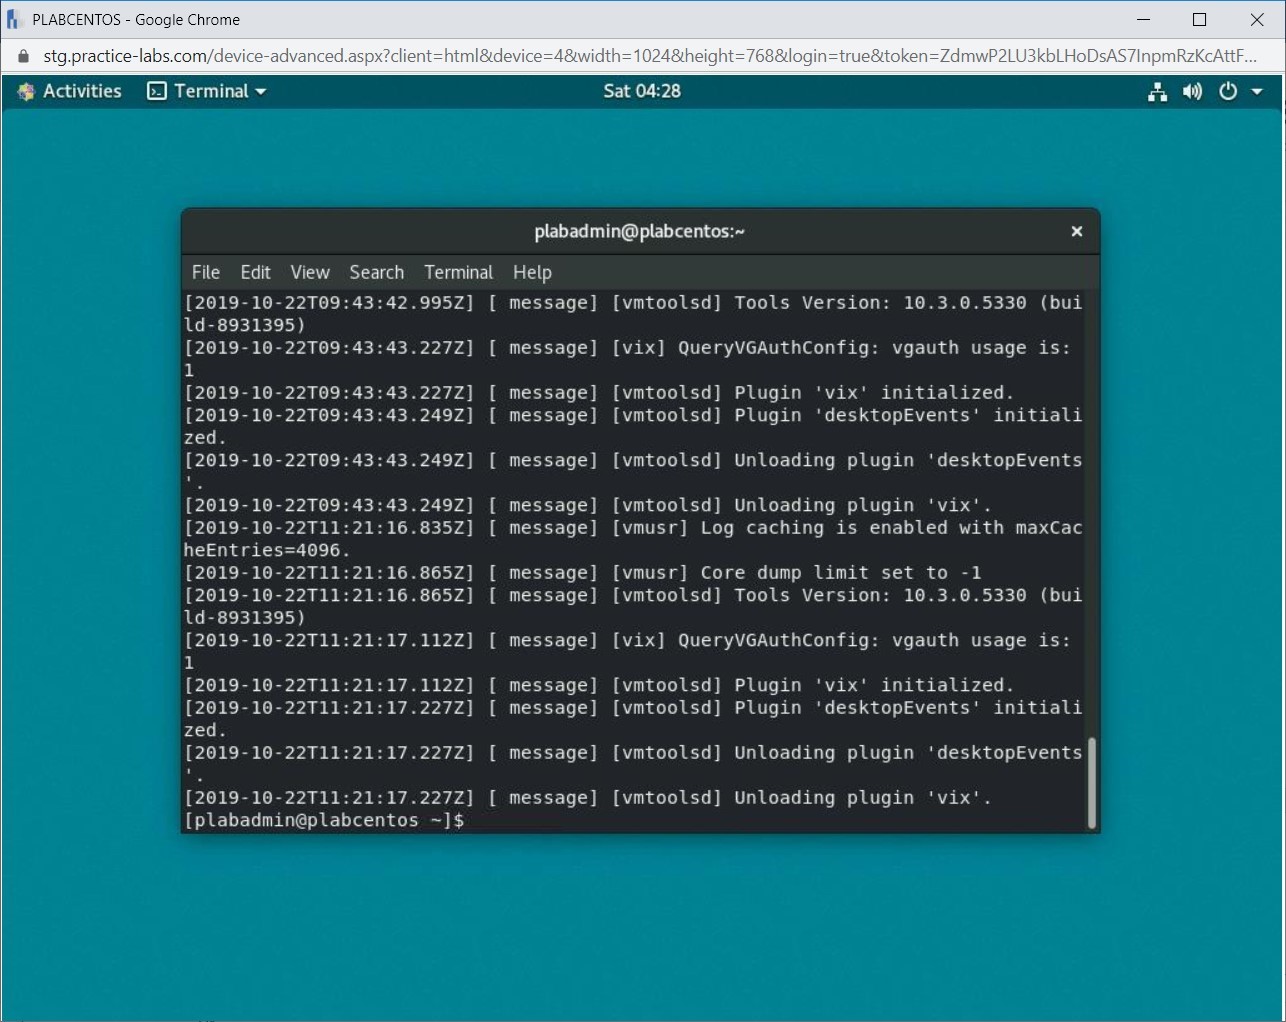 PLABCENTOS - Google Chrome
stg.practice-labs.com/device-advanced.aspx?client=html&device=4&width=1024&height=768&login=true&token=ZdmwP2LU3kbLHoDsAS7InpmRzKcAttF...
Activities Terminal Sat 04:28
plabadmin@plabcentos:~
File Edit View Search Terminal Help
[2019-10-22T09:43:42.995Z] [ message] [vmtoolsd] Tools Version: 10.3.0.5330 (bui
ld-8931395)
[2019-10-22T09:43:43.227Z] [ message] [vix] QueryVGAuthConfig: vgauth usage is:
1
[2019-10-22T09:43:43.227Z] [ message] [vmtoolsd] Plugin 'vix' initialized.
[2019-10-22T09:43:43.249Z] [ message] [vmtoolsd] Plugin 'desktopEvents' initiali
zed.
[2019-10-22T09:43:43.249Z] [ message] [vmtoolsd] Unloading plugin 'desktopEvents
'.
[2019-10-22T09:43:43.249Z] [ message] [vmtoolsd] Unloading plugin 'vix'.
[2019-10-22T11:21:16.835Z] [ message] [vmusr] Log caching is enabled with maxCac
heEntries=4096.
[2019-10-22T11:21:16.865Z] [ message] [vmusr] Core dump limit set to -1
[2019-10-22T11:21:16.865Z] [ message] [vmtoolsd] Tools Version: 10.3.0.5330 (bui
ld-8931395)
[2019-10-22T11:21:17.112Z] [ message] [vix] QueryVGAuthConfig: vgauth usage is:
1
[2019-10-22T11:21:17.112Z] [ message] [vmtoolsd] Plugin 'vix' initialized.
[2019-10-22T11:21:17.227Z] [ message] [vmtoolsd] Plugin 'desktopEvents' initiali
zed.
[2019-10-22T11:21:17.227Z] [ message] [vmtoolsd] Unloading plugin 'desktopEvents
'.
[2019-10-22T11:21:17.227Z] [ message] [vmtoolsd] Unloading plugin 'vix'.
[plabadmin@plabcentos ~]$